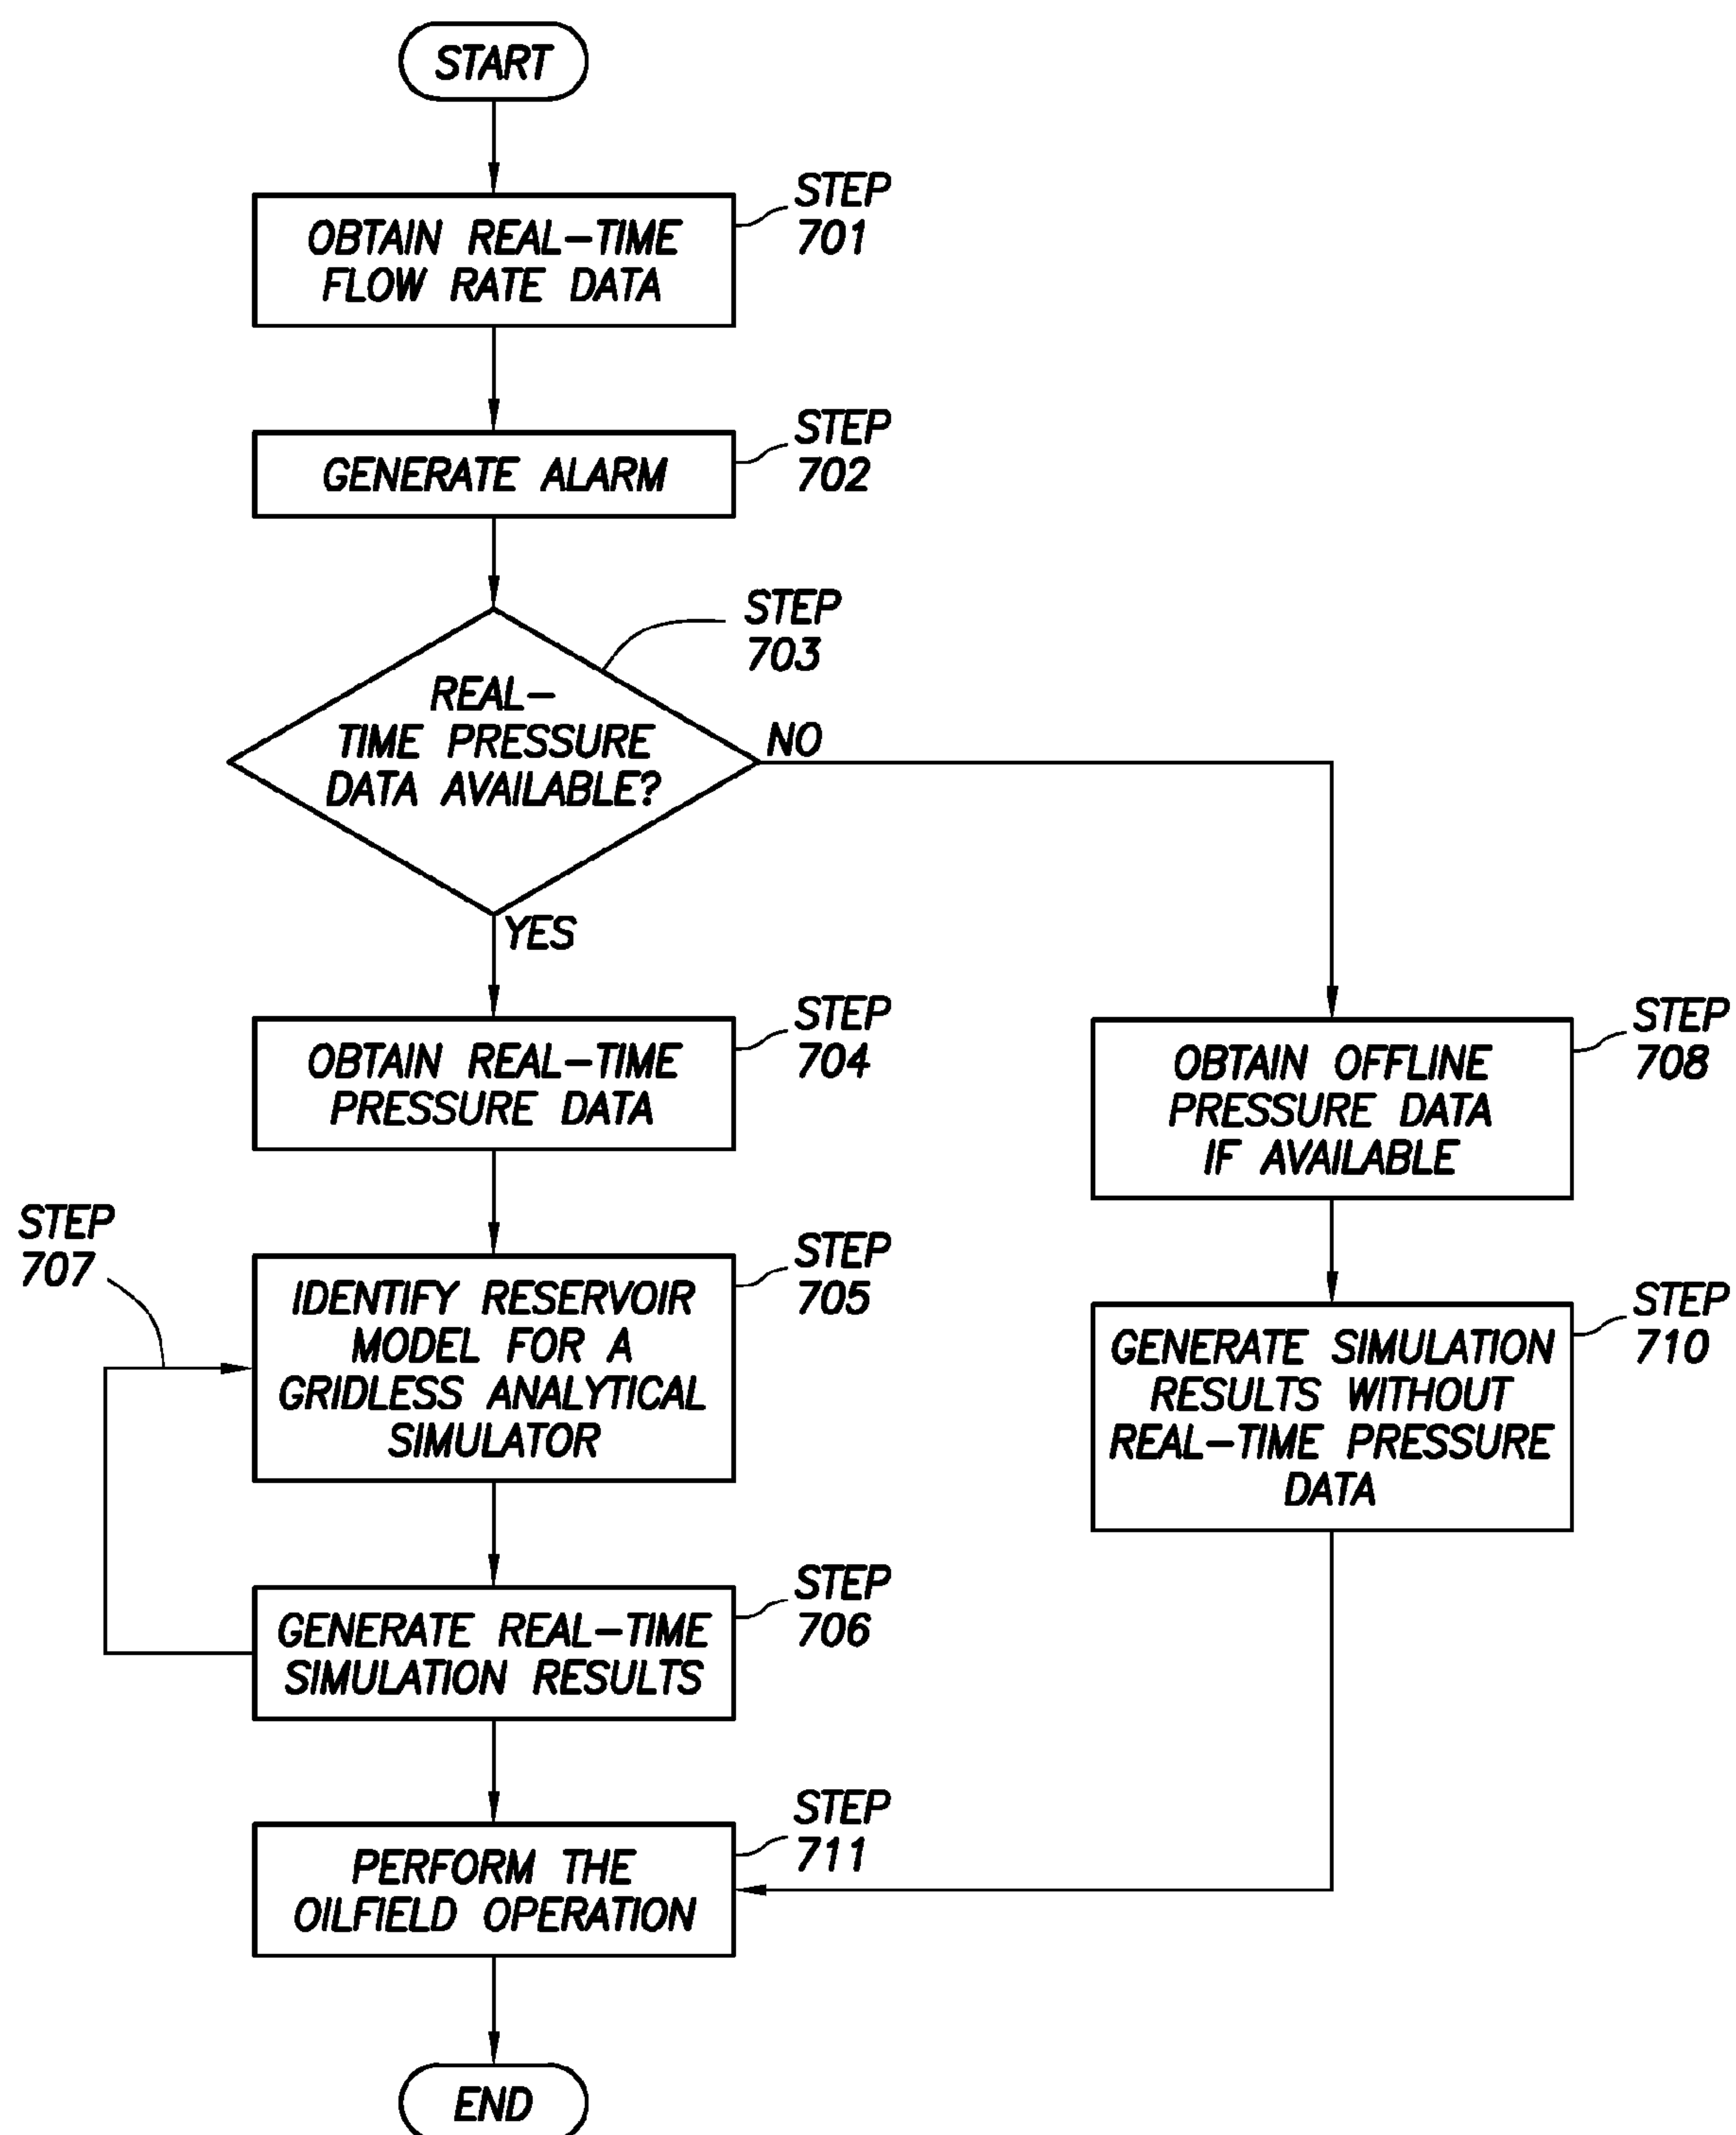 START
OBTAIN REAL-TIME
FLOW RATE DATA
STEP
701
GENERATE ALARM
STEP
702
REAL-
TIME PRESSURE
DATA AVAILABLE?
STEP
703
NO
YES
OBTAIN REAL-TIME
PRESSURE DATA
STEP
704
OBTAIN OFFLINE
PRESSURE DATA
IF AVAILABLE
STEP
708
STEP
707
IDENTIFY RESERVOIR
MODEL FOR A
GRIDLESS ANALYTICAL
SIMULATOR
STEP
705
GENERATE SIMULATION
RESULTS WITHOUT
REAL-TIME PRESSURE
DATA
STEP
710
GENERATE REAL-TIME
SIMULATION RESULTS
STEP
706
PERFORM THE
OILFIELD OPERATION
STEP
711
END